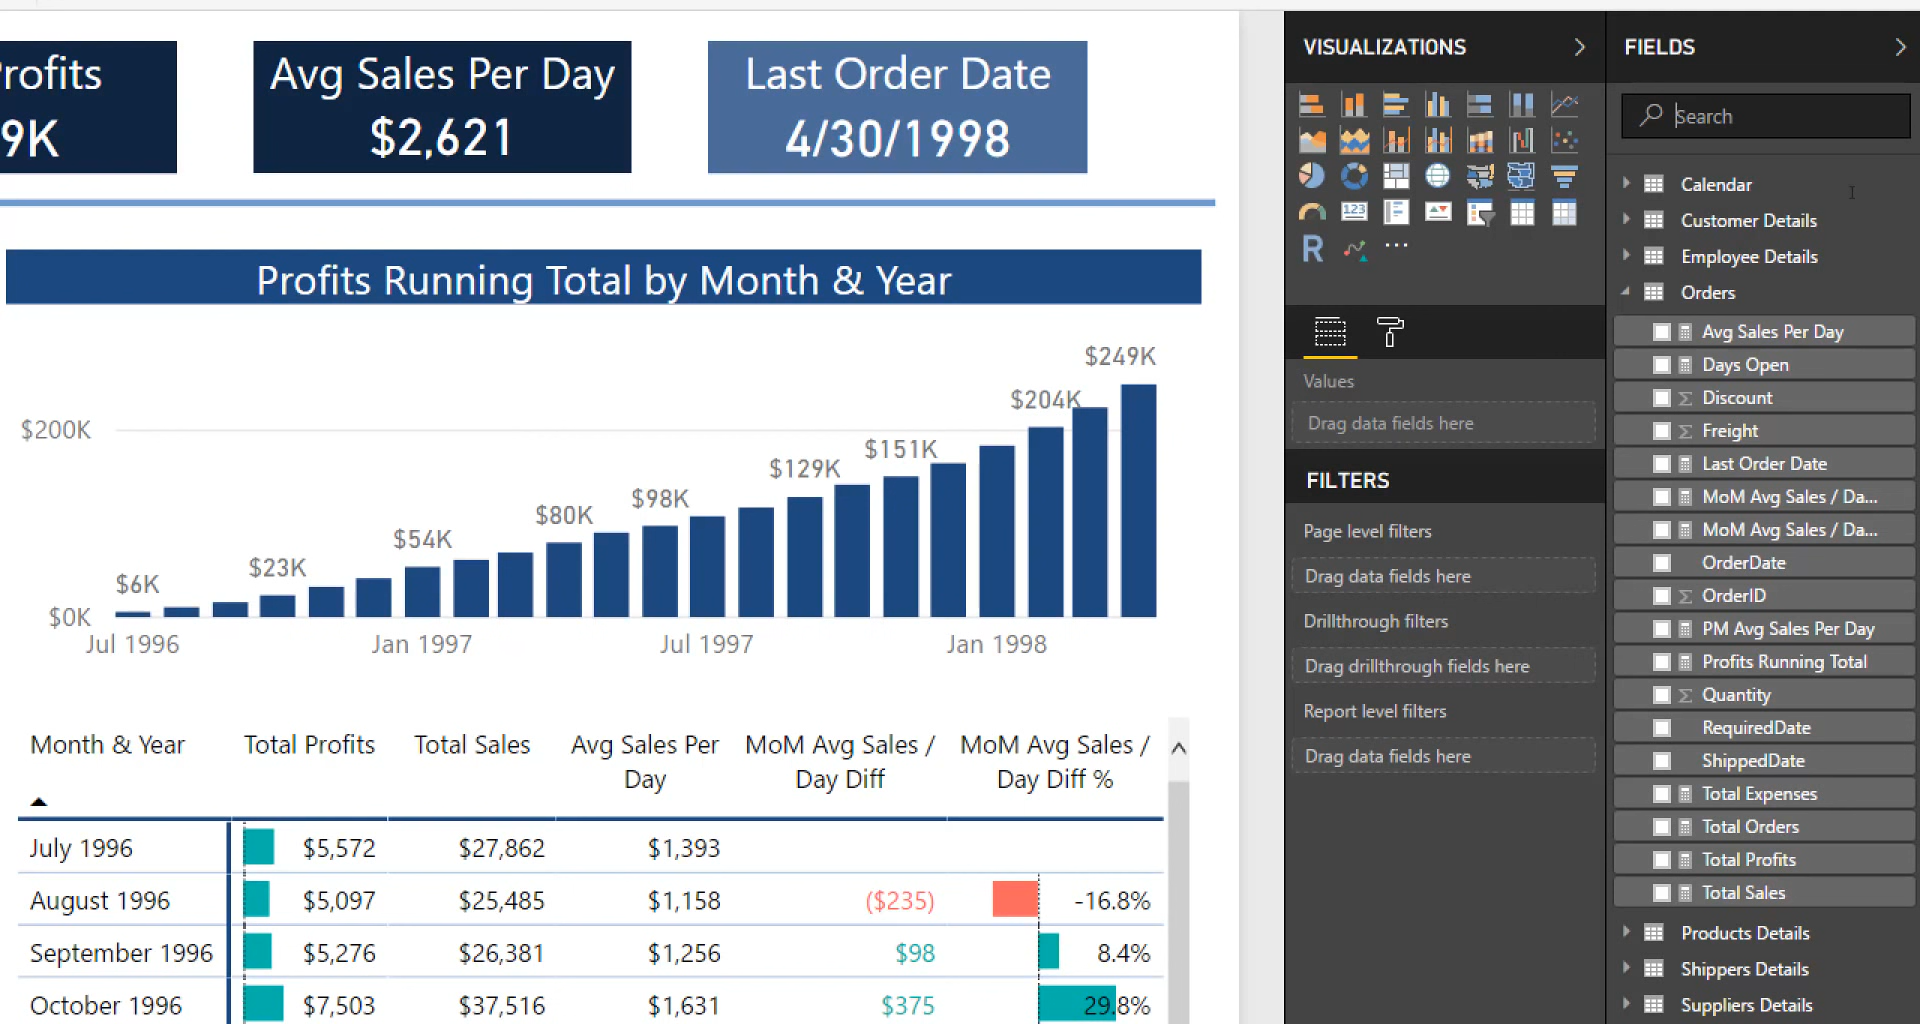 Profits
9K
Avg Sales Per Day
$2,621
Last Order Date
4/30/1998
Profits Running Total by Month & Year
$200K
$0K
$6K
$23K
$54K
$80K
$98K
$129K
$151K
$204K
$249K
Jul 1996
Jan 1997
Jul 1997
Jan 1998
Month & Year Total Profits Total Sales Avg Sales Per Day MoM Avg Sales / Day Diff MoM Avg Sales / Day Diff %
July 1996 $5,572 $27,862 $1,393
August 1996 $5,097 $25,485 $1,158 ($235) -16.8%
September 1996 $5,276 $26,381 $1,256 $98 8.4%
October 1996 $7,503 $37,516 $1,631 $375 29.8%
VISUALIZATIONS
123
R
Values
Drag data fields here
FILTERS
Page level filters
Drag data fields here
Drillthrough filters
Drag drillthrough fields here
Report level filters
Drag data fields here
FIELDS
Search
Calendar
Customer Details
Employee Details
Orders
Avg Sales Per Day
Days Open
Σ Discount
Σ Freight
Last Order Date
MoM Avg Sales / Da...
MoM Avg Sales / Da...
OrderDate
Σ OrderID
PM Avg Sales Per Day
Profits Running Total
Σ Quantity
RequiredDate
ShippedDate
Total Expenses
Total Orders
Total Profits
Total Sales
Products Details
Shippers Details
Suppliers Details